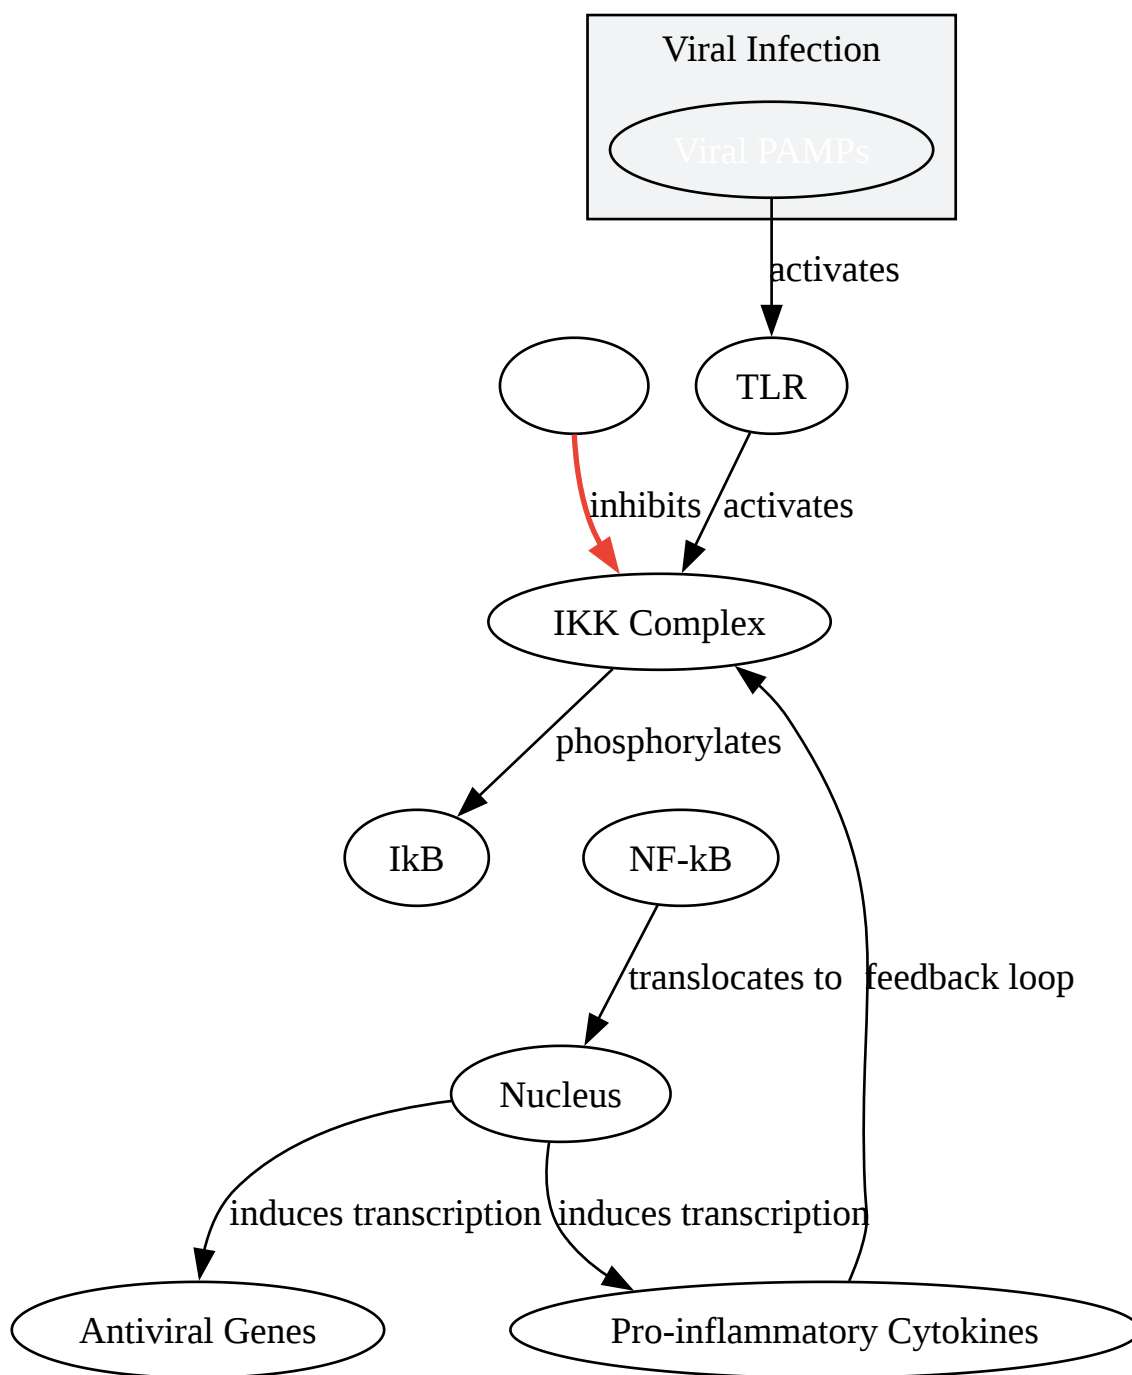 Viral Infection
Viral PAMPs
activates
TLR
inhibits
activates
IKK Complex
phosphorylates
IkB
NF-kB
translocates to
feedback loop
Nucleus
induces transcription
induces transcription
Antiviral Genes
Pro-inflammatory Cytokines